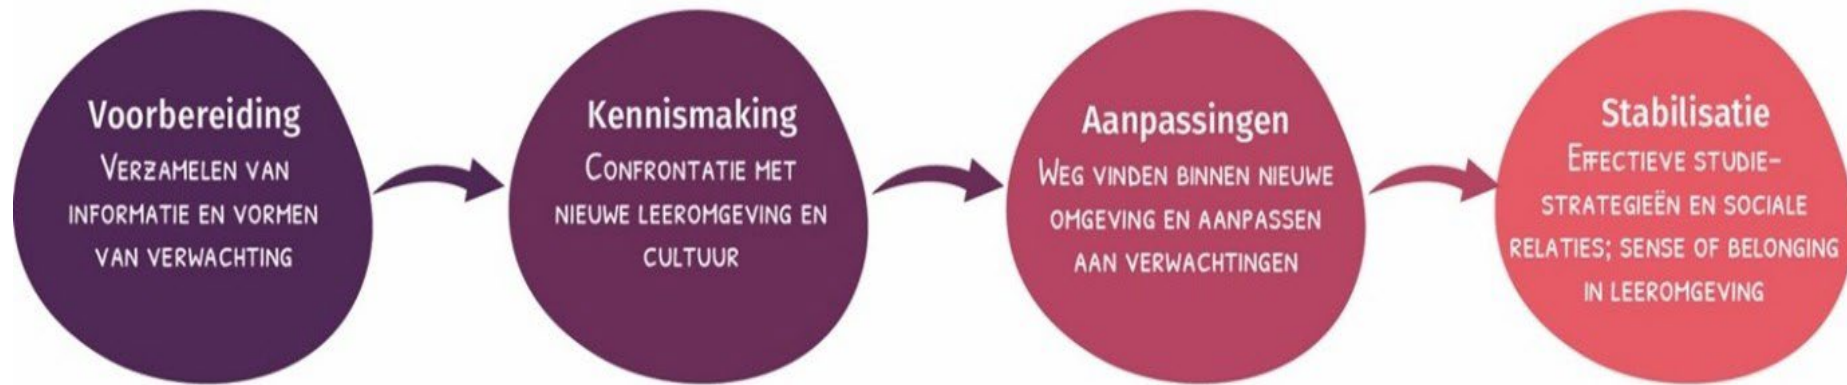 Voorbereiding
VERZAMELEN VAN
INFORMATIE EN VORMEN
VAN VERWACHTING
Kennismaking
CONFRONTATIE MET
NIEUWE LEEROMGEVING EN
CULTUUR
Aanpassingen
WEG VINDEN BINNEN NIEUWE
OMGEVING EN AANPASSEN
AAN VERWACHTINGEN
Stabilisatie
EFFECTIEVE STUDIE-
STRATEGIEËN EN SOCIALE
RELATIES; SENSE OF BELONGING
IN LEEROMGEVING